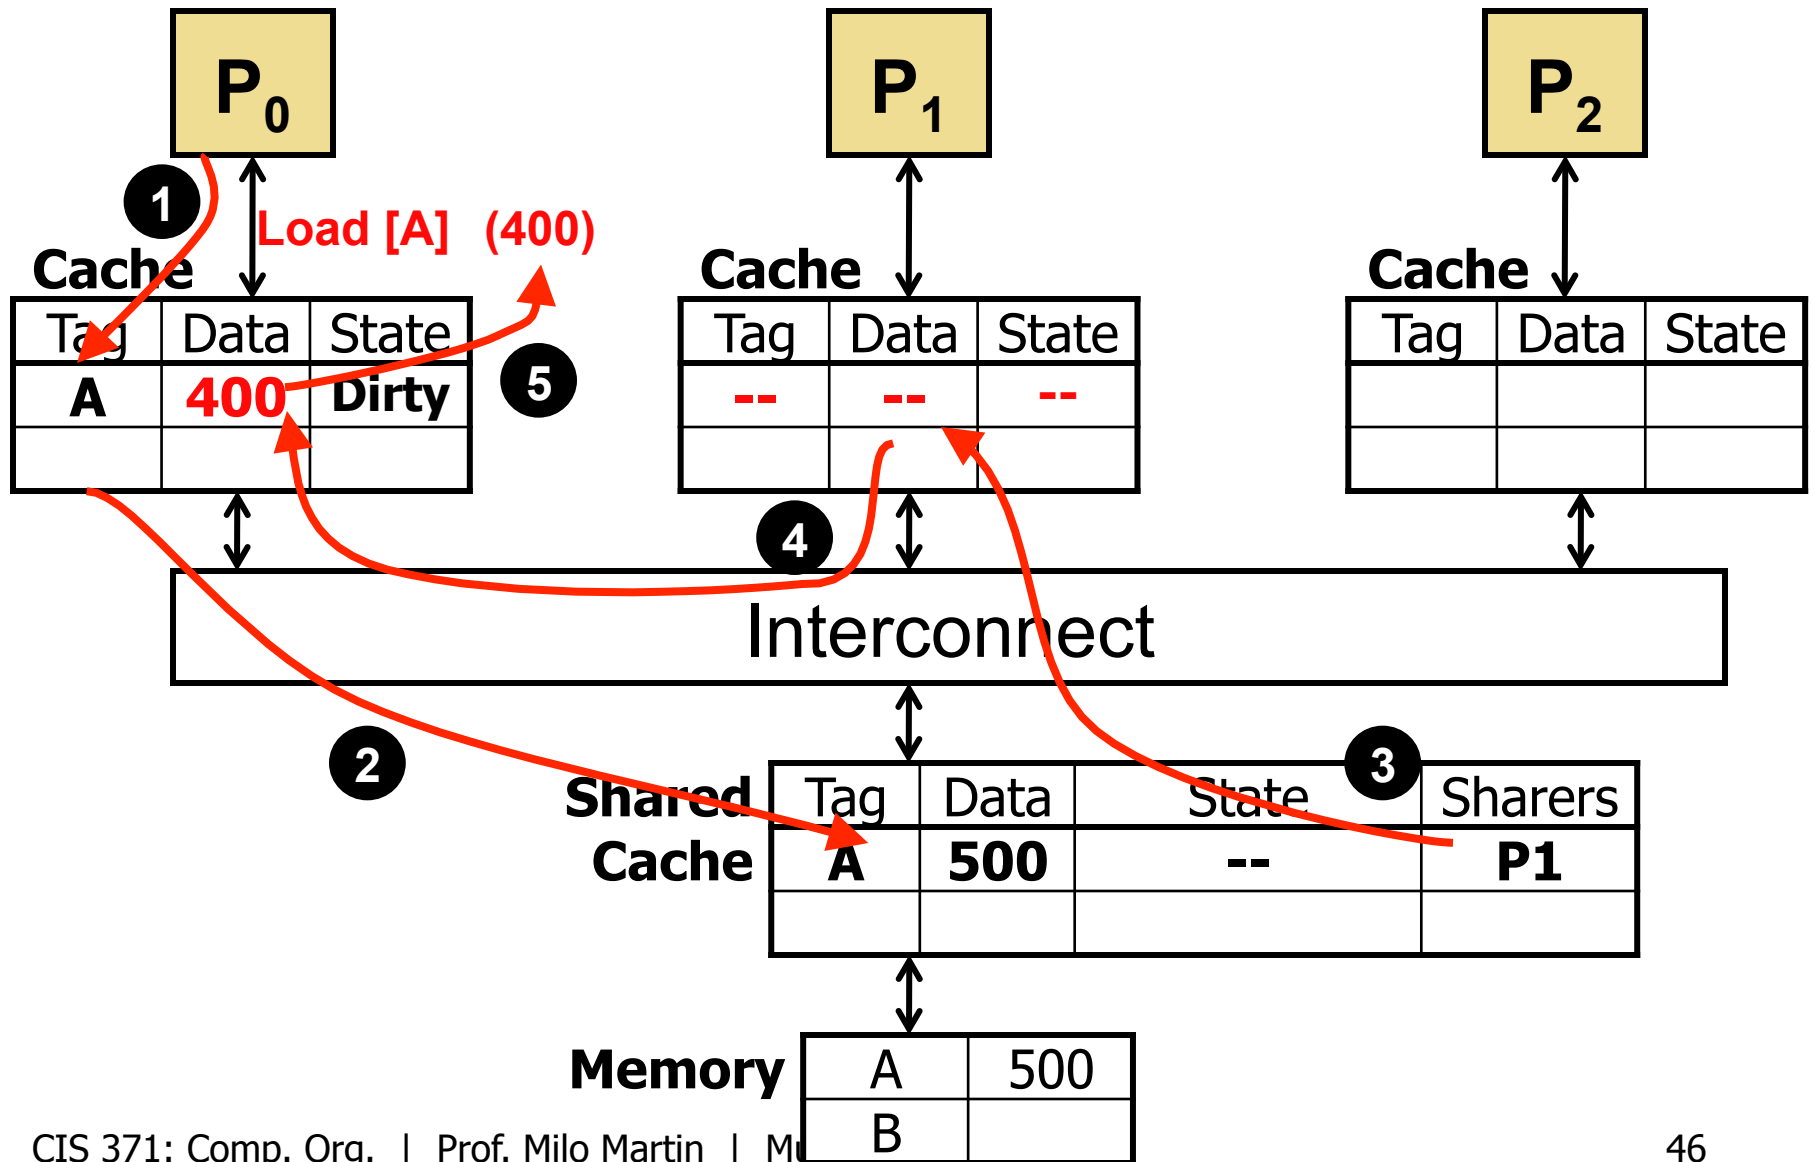 P0 P1 P2
1
Load [A] (400)
Cache Cache Cache
Tag Data State Tag Data State Tag Data State
A 400 Dirty 5 -- -- --
4
Interconnect
2 3
Shared Tag Data State Sharers
Cache A 500 -- P1
Memory A 500
B
CIS 371: Comp. Org. | Prof. Milo Martin | 46